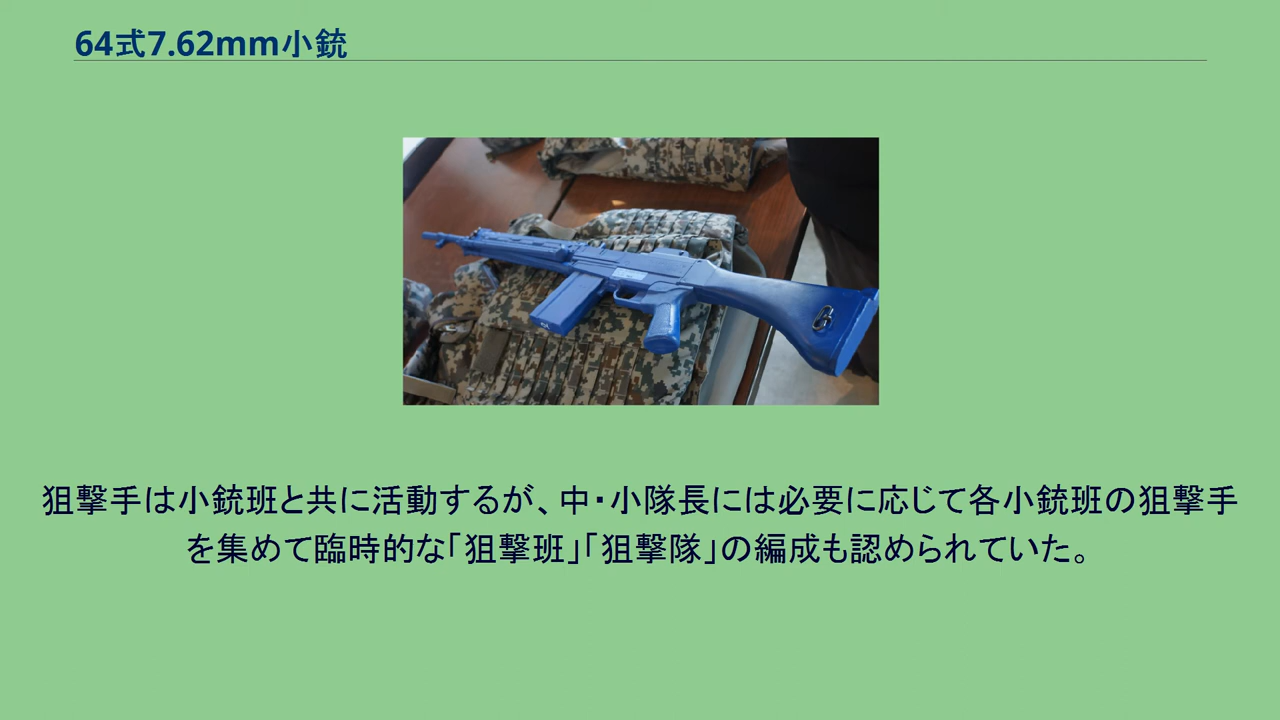 64式7.62mm小銃
狙撃手は小銃班と共に活動するが、中・小隊長には必要に応じて各小銃班の狙撃手
を集めて臨時的な「狙撃班」「狙撃隊」の編成も認められていた。